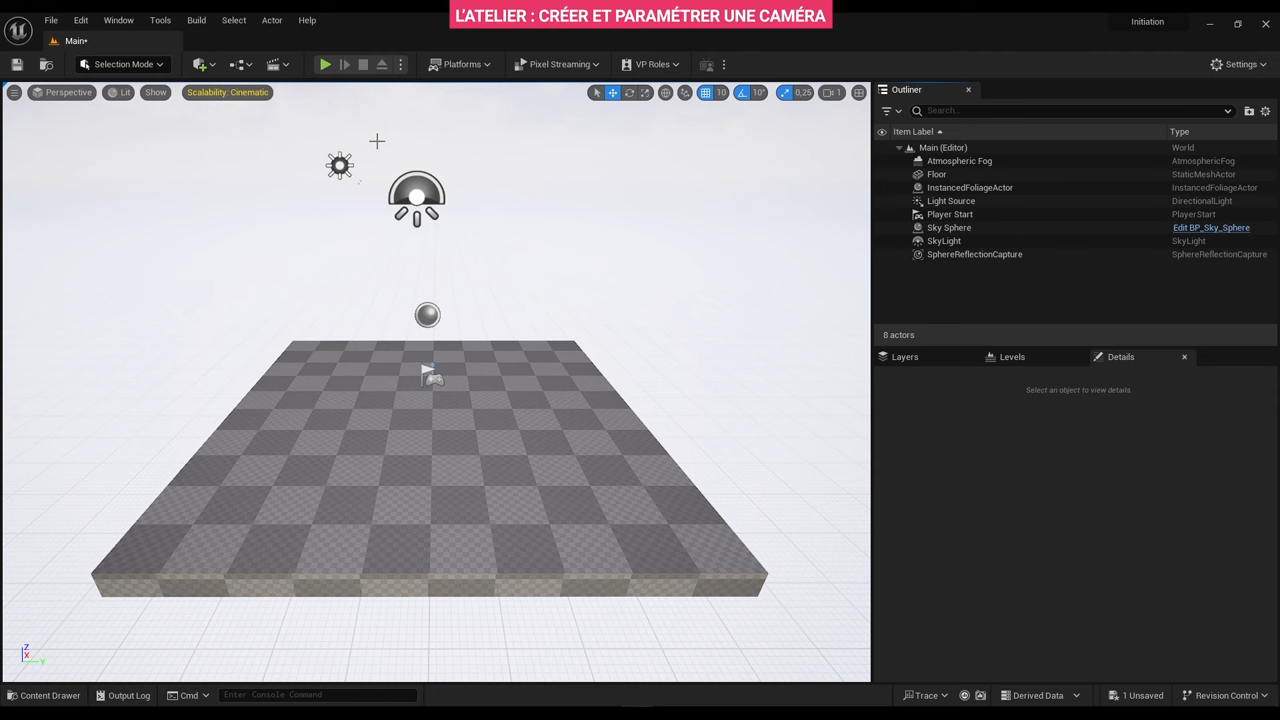 L'ATELIER : CRÉER ET PARAMÉTRER UNE CAMÉRA
File Edit Window Tools Build Select Actor Help
Initiation
Main*
Selection Mode
Platforms
Pixel Streaming
VP Roles
Settings
Perspective Lit Show Scalability: Cinematic
10 10° 0,25 1
Outliner
Search...
Item Label Type
Main (Editor) World
Atmospheric Fog AtmosphericFog
Floor StaticMeshActor
InstancedFoliageActor InstancedFoliageActor
Light Source DirectionalLight
Player Start PlayerStart
Sky Sphere Edit BP_Sky_Sphere
SkyLight SkyLight
SphereReflectionCapture SphereReflectionCapture
8 actors
Layers Levels Details
Select an object to view details.
Z
X
Y
Content Drawer Output Log Cmd Enter Console Command Trace Derived Data 1 Unsaved Revision Control